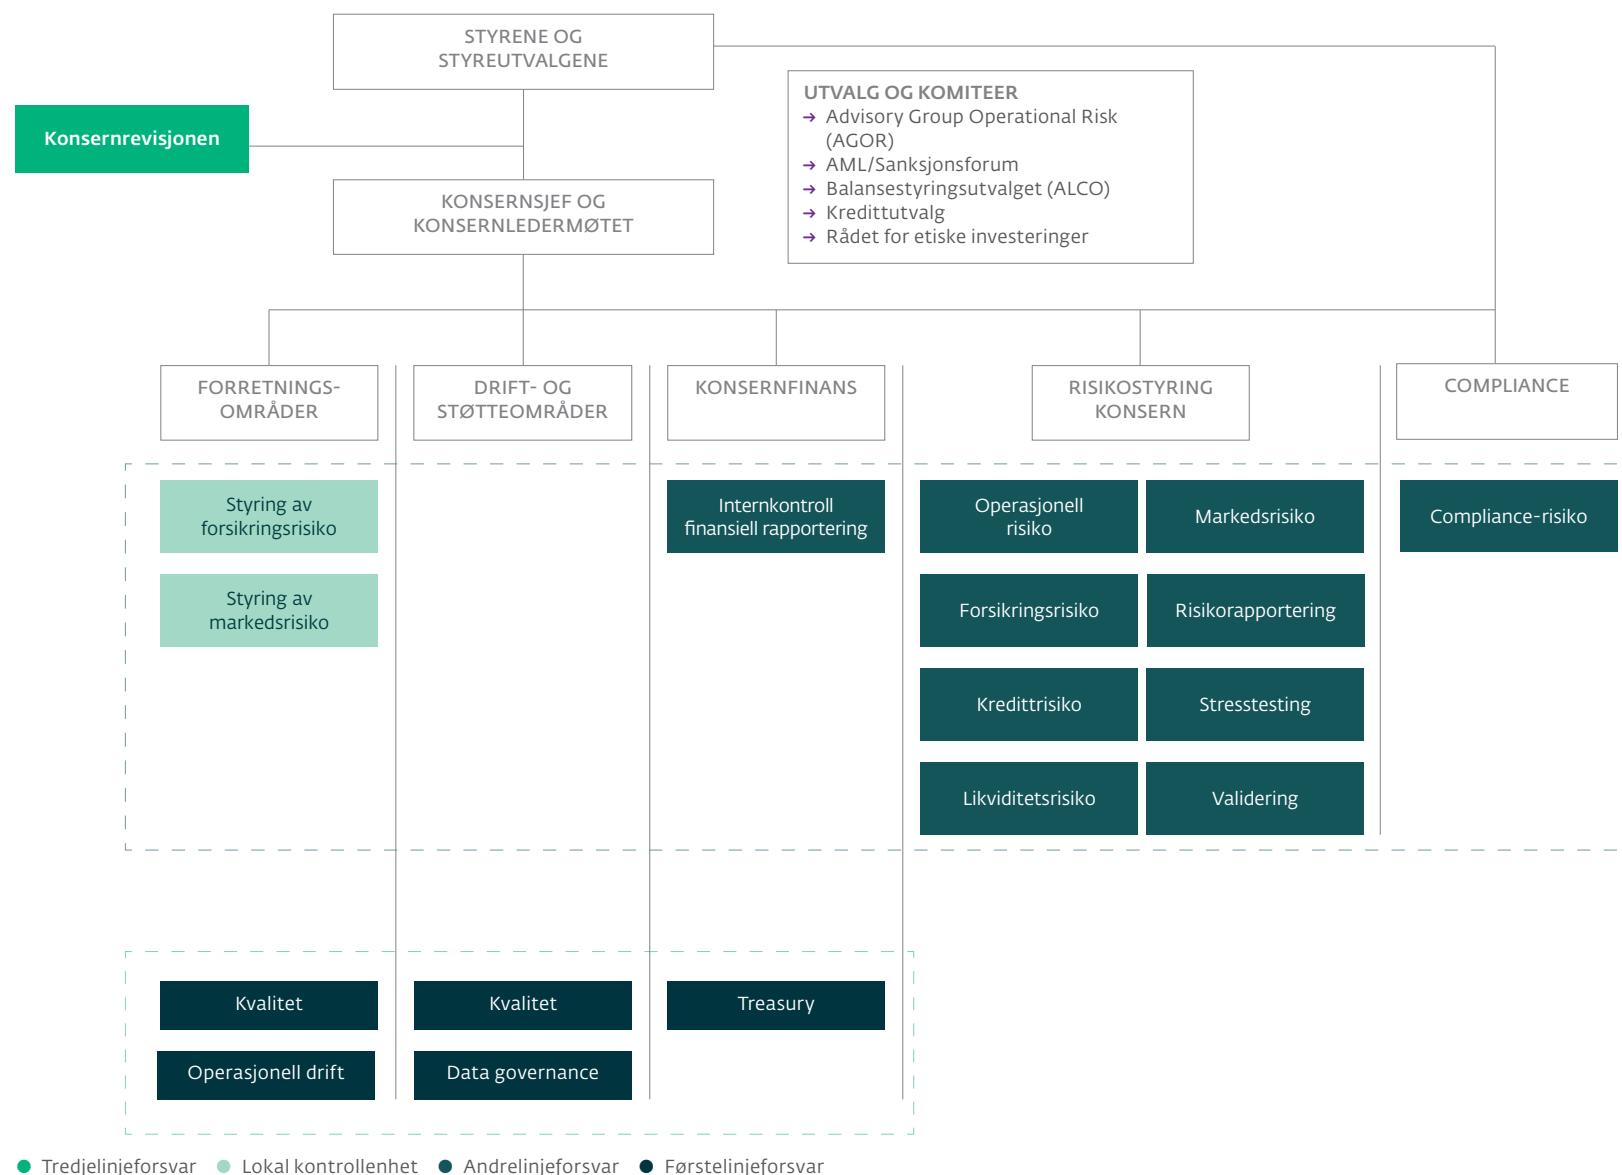 STYRENE OG
STYREUTVALGENE
UTVALG OG KOMITEER
→ Advisory Group Operational Risk
(AGOR)
→ AML/Sanksjonsforum
→ Balansestyringsutvalget (ALCO)
→ Kredittutvalg
→ Rådet for etiske investeringer
Konsernrevisjonen
KONSERNSJEF OG
KONSERNLEDERMØTET
FORRETNINGS-
OMRÅDER
DRIFT- OG
STØTTEOMRÅDER
KONSERNFINANS
RISIKOSTYRING
KONSERN
COMPLIANCE
Styring av
forsikringsrisiko
Internkontroll
finansiell rapportering
Operasjonell
risiko
Markedsrisiko
Compliance-risiko
Styring av
markedsrisiko
Forsikringsrisiko
Risikorapportering
Kredittrisiko
Stresstesting
Likviditetsrisiko
Validering
Kvalitet
Kvalitet
Treasury
Operasjonell drift
Data governance
Tredjelinjeforsvar
Lokal kontrollenhet
Andrelinjeforsvar
Førstelinjeforsvar